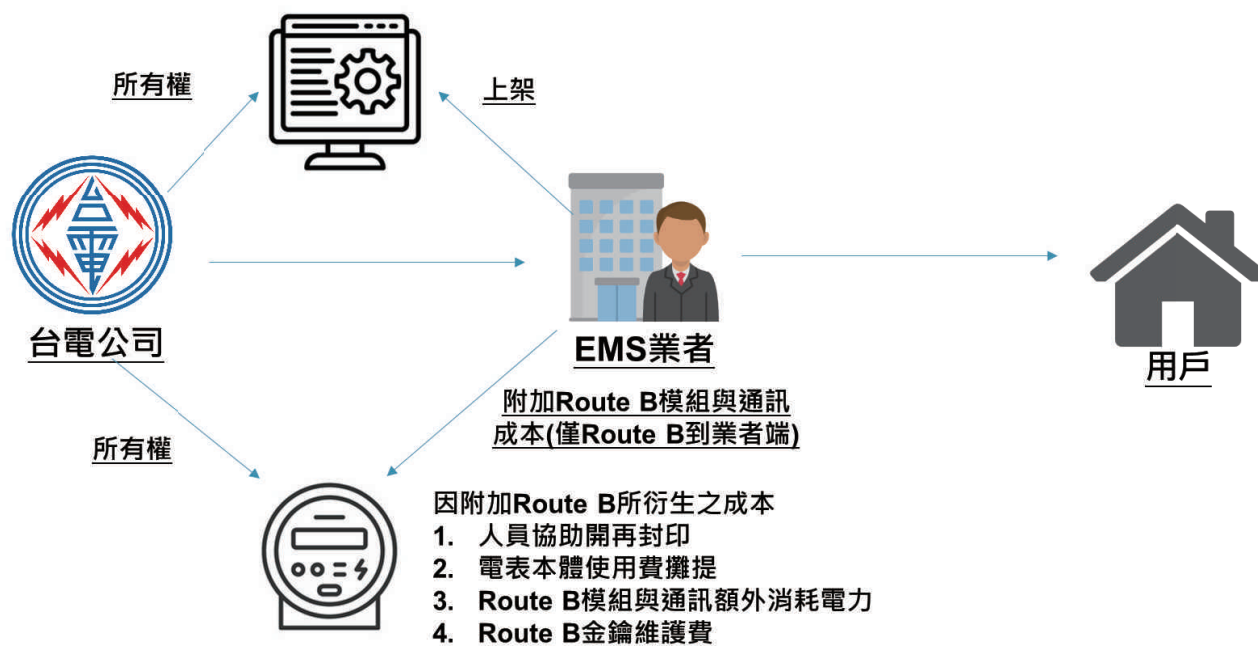 所有權
上架
台電
台電公司
EMS業者
用戶
附加Route B模組與通訊
成本(僅Route B到業者端)
所有權
因附加Route B所衍生之成本
1. 人員協助開再封印
2. 電表本體使用費攤提
3. Route B模組與通訊額外消耗電力
4. Route B金鑰維護費